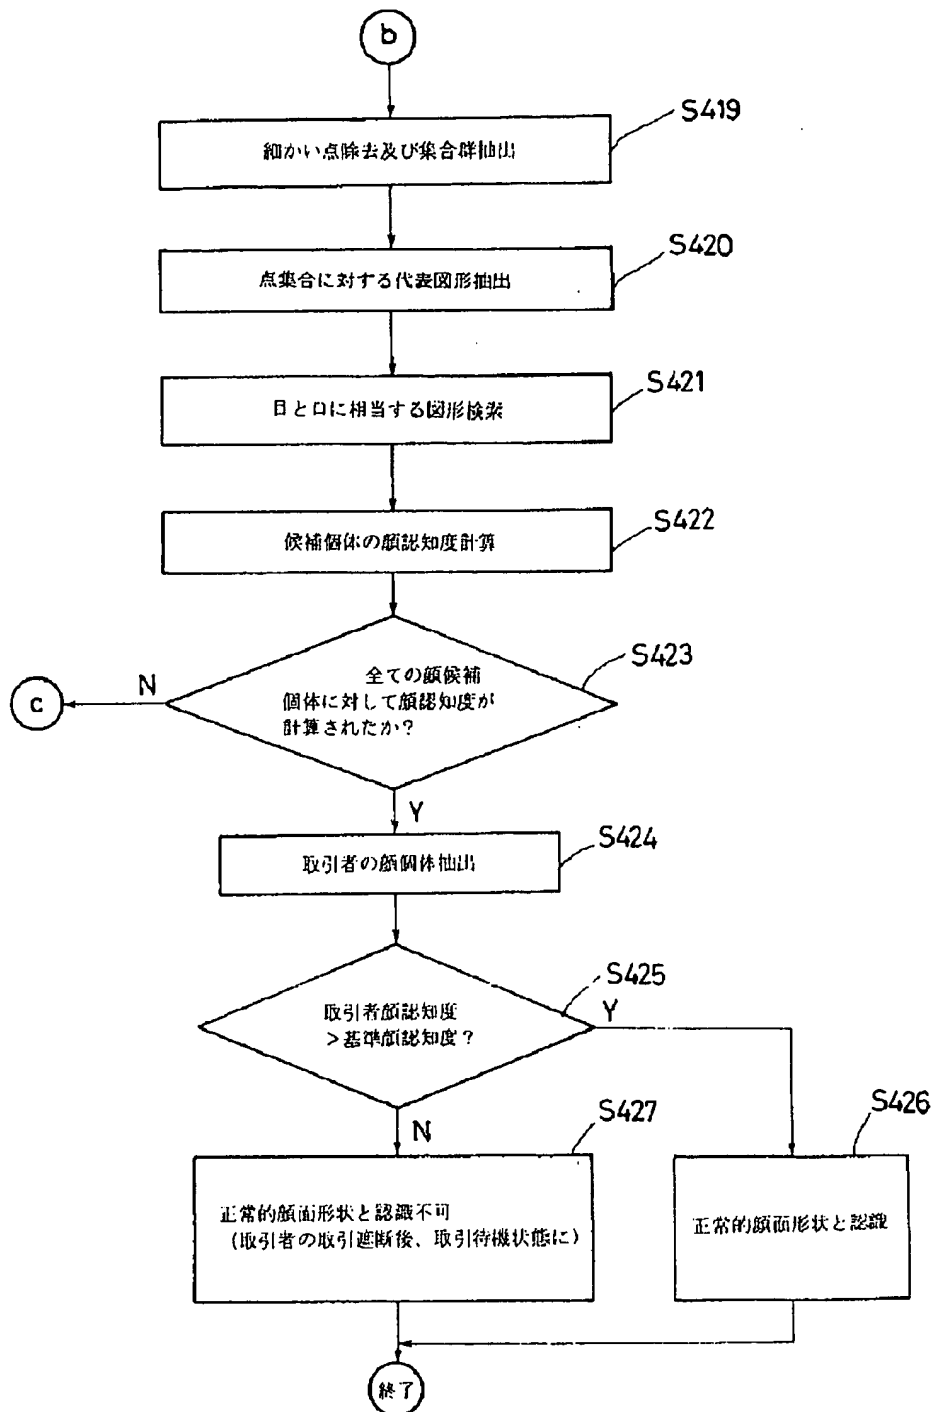 b
S419
細かい点除去及び集合群抽出
S420
点集合に対する代表図形抽出
S421
目と口に相当する図形検索
S422
候補個体の顔認知度計算
S423
全ての顔候補
個体に対して顔認知度が
計算されたか?
N
c
Y
S424
取引者の顔個体抽出
S425
取引者顔認知度
>基準顔認知度?
Y
N
S427
S426
正常的顔面形状と認識不可
(取引者の取引遮断後、取引待機状態に)
正常的顔面形状と認識
終了